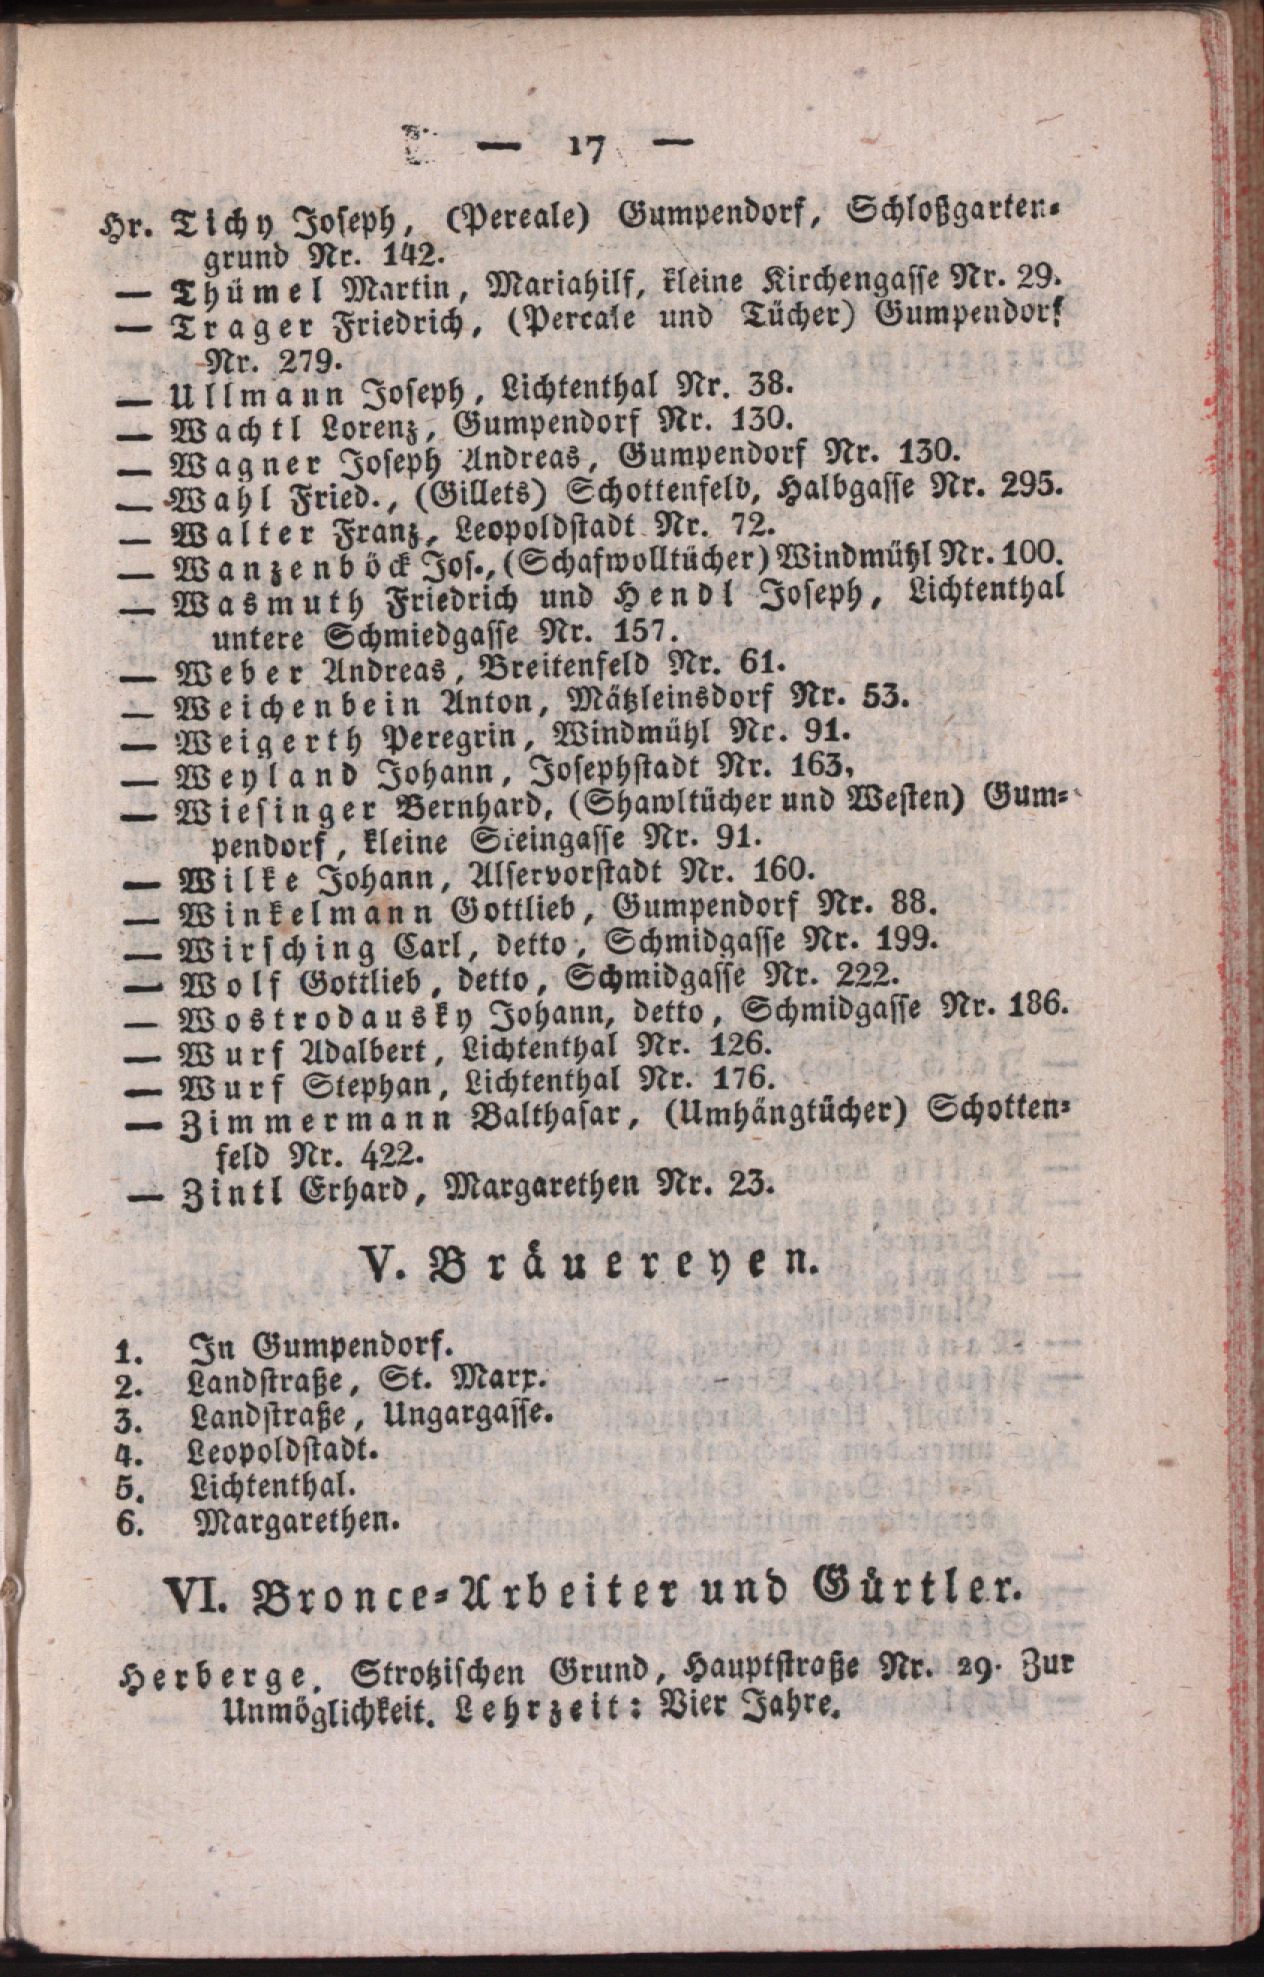 — 17 —
Hr. Tichy Joseph, (Pereale) Gumpendorf, Schloßgarten-
grund Nr. 142.
— Thümel Martin, Mariahilf, kleine Kirchengasse Nr. 29.
— Trager Friedrich, (Percale und Tücher) Gumpendorf
Nr. 279.
— Ullmann Joseph, Lichtenthal Nr. 38.
— Wachtl Lorenz, Gumpendorf Nr. 130.
— Wagner Joseph Andreas, Gumpendorf Nr. 130.
— Wahl Fried., (Gillets) Schottenfeld, Halbgasse Nr. 295.
— Walter Franz, Leopoldstadt Nr. 72.
— Wanzenböck Jos., (Schafwolltücher) Windmühl Nr. 100.
— Wasmuth Friedrich und Hendl Joseph, Lichtenthal
untere Schmiedgasse Nr. 157.
— Weber Andreas, Breitenfeld Nr. 61.
— Weichenbein Anton, Mätzleinsdorf Nr. 53.
— Weigerth Peregrin, Windmühl Nr. 91.
— Weyland Johann, Josephstadt Nr. 163,
— Wiesinger Bernhard, (Shawltücher und Westen) Gum-
pendorf, kleine Steingasse Nr. 91.
— Wilke Johann, Alservorstadt Nr. 160.
— Winkelmann Gottlieb, Gumpendorf Nr. 88.
— Wirsching Carl, detto, Schmidgasse Nr. 199.
— Wolf Gottlieb, detto, Schmidgasse Nr. 222.
— Wostrodausky Johann, detto, Schmidgasse Nr. 186.
— Wurf Adalbert, Lichtenthal Nr. 126.
— Wurf Stephan, Lichtenthal Nr. 176.
— Zimmermann Balthasar, (Umhängtücher) Schotten-
feld Nr. 422.
— Zintl Erhard, Margarethen Nr. 23.
V. Bräuereyen.
1. In Gumpendorf.
2. Landstraße, St. Marx.
3. Landstraße, Ungargasse.
4. Leopoldstadt.
5. Lichtenthal.
6. Margarethen.
VI. Bronce-Arbeiter und Gürtler.
Herberge. Strotzischen Grund, Hauptstraße Nr. 29. Zur
Unmöglichkeit. Lehrzeit: Vier Jahre.